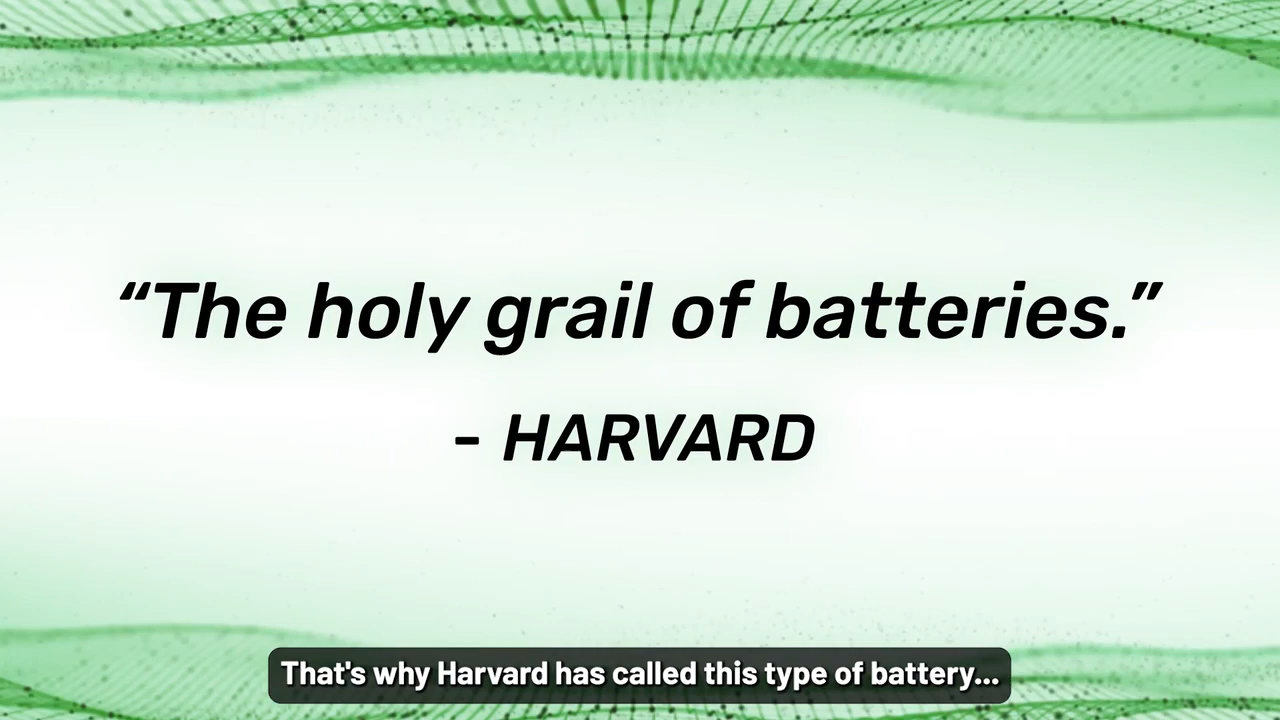 “The holy grail of batteries.”
- HARVARD
That's why Harvard has called this type of battery...